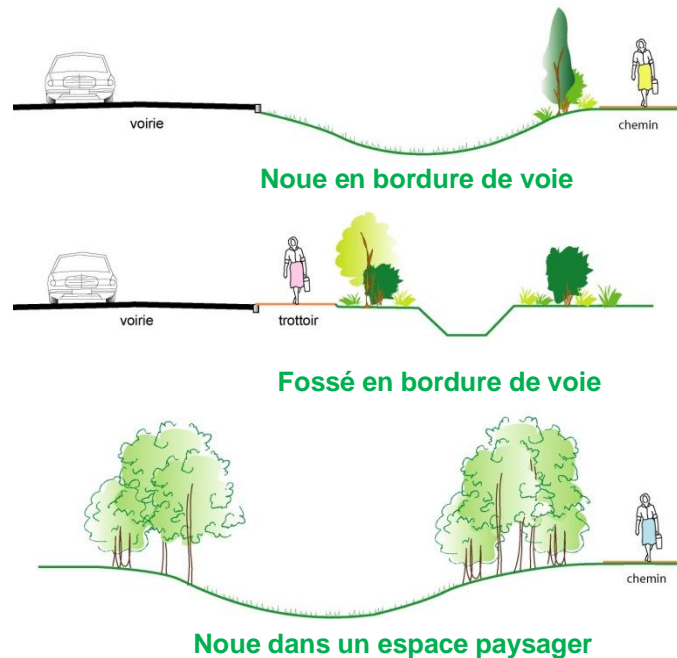 voirie
chemin
Noue en bordure de voie
voirie
trottoir
Fossé en bordure de voie
chemin
Noue dans un espace paysager